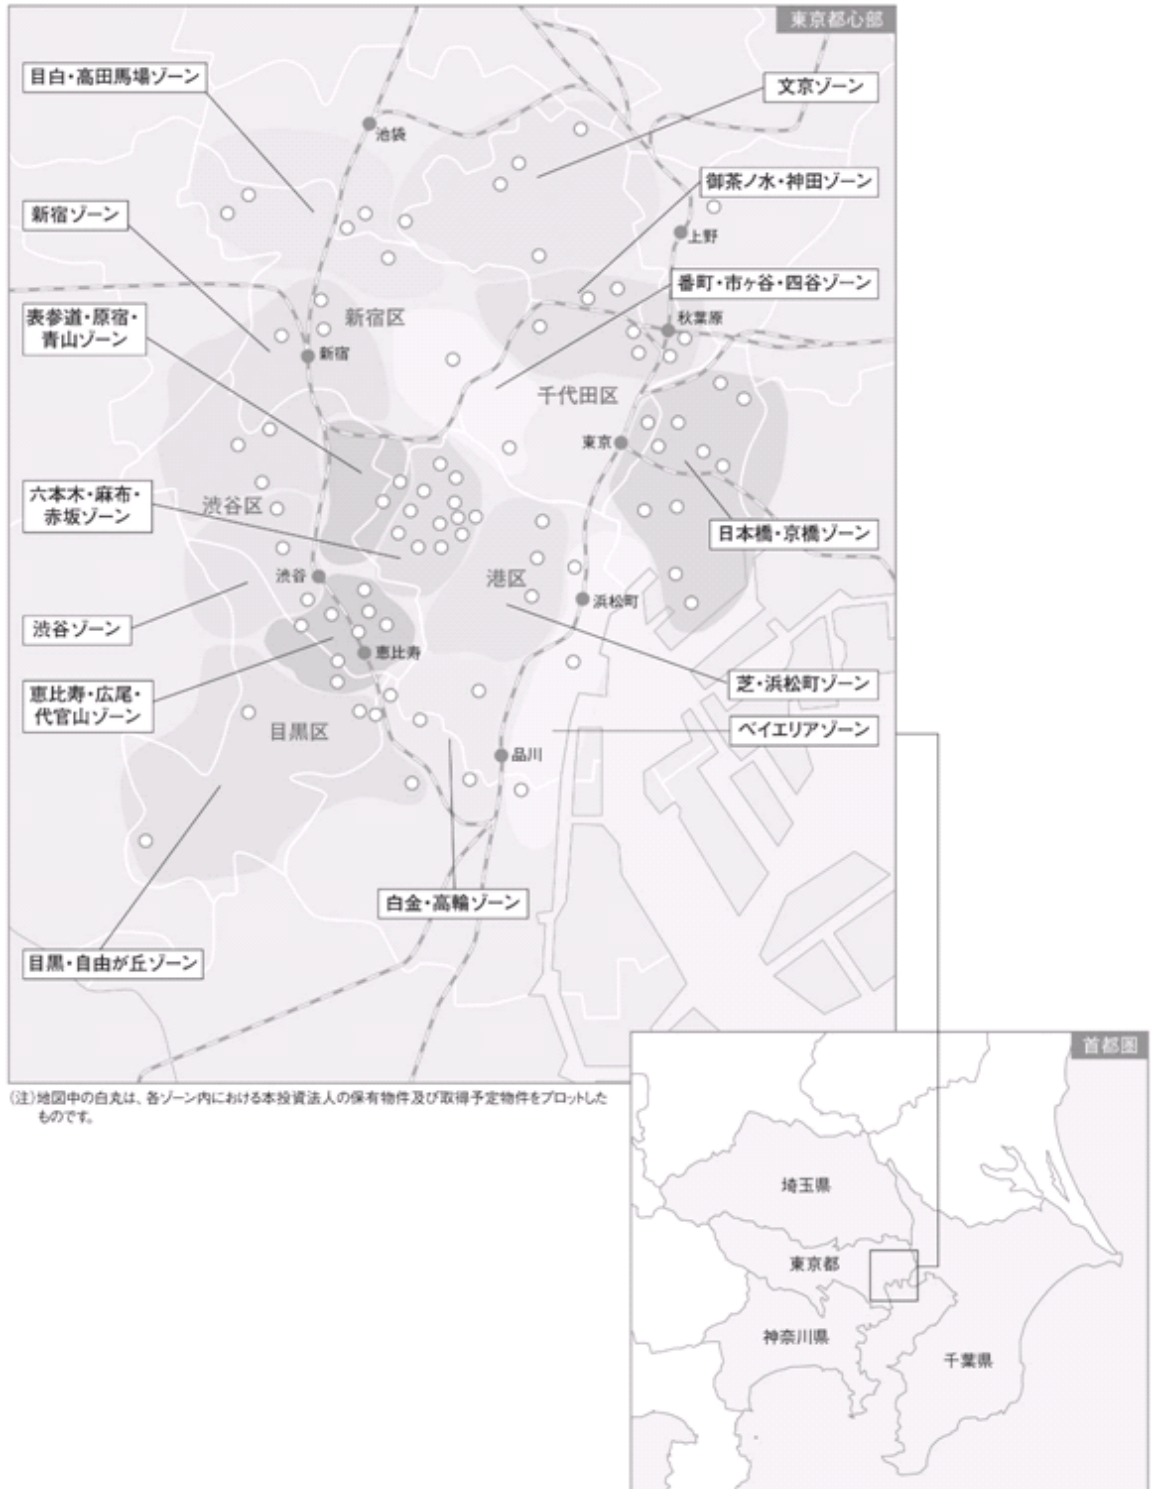 東京都心部
目白・高田馬場ゾーン
文京ゾーン
池袋
御茶ノ水・神田ゾーン
新宿ゾーン
上野
番町・市ヶ谷・四谷ゾーン
表参道・原宿・
青山ゾーン
新宿区
秋葉原
新宿
千代田区
東京
六本木・麻布・
赤坂ゾーン
渋谷区
日本橋・京橋ゾーン
渋谷
港区
浜松町
渋谷ゾーン
恵比寿
恵比寿・広尾・
代官山ゾーン
芝・浜松町ゾーン
目黒区
ベイエリアゾーン
品川
白金・高輪ゾーン
目黒・自由が丘ゾーン
(注)地図中の白丸は、各ゾーン内における本投資法人の保有物件及び取得予定物件をプロットした
ものです。
首都圏
埼玉県
東京都
神奈川県
千葉県